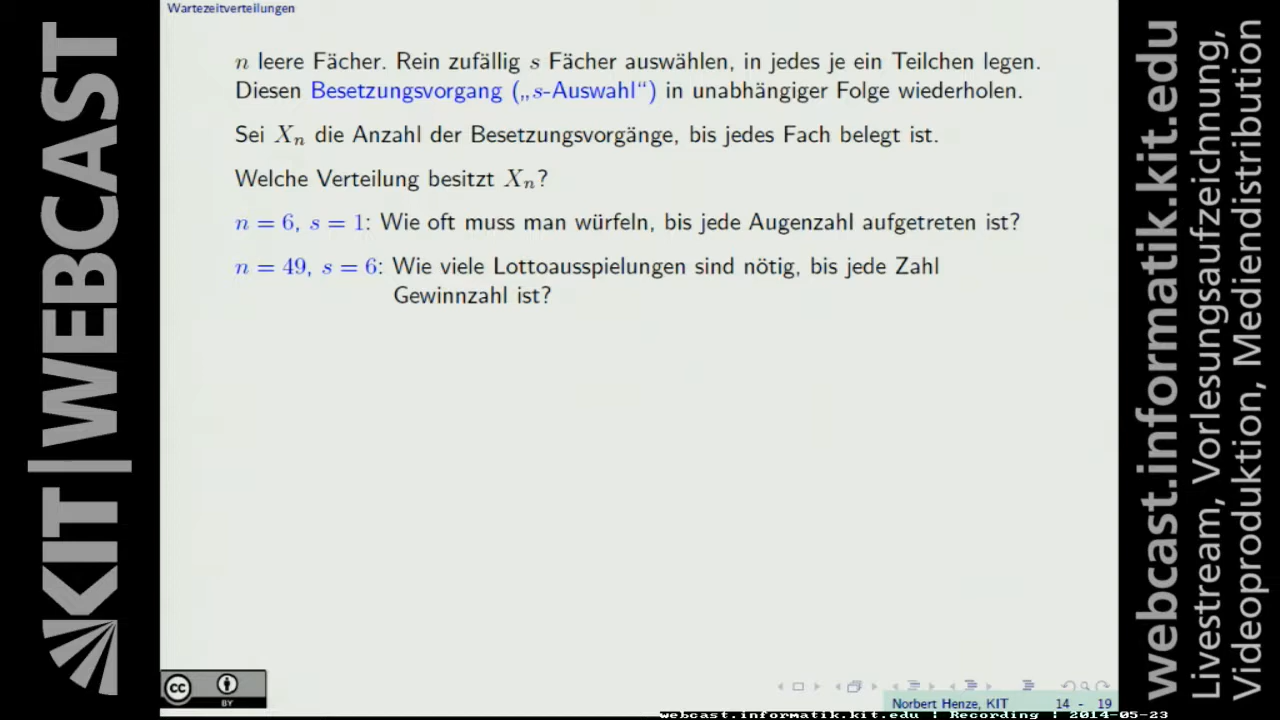 Wartezeitverteilungen
n leere Fächer. Rein zufällig s Fächer auswählen, in jedes je ein Teilchen legen.
Diesen Besetzungsvorgang („s-Auswahl“) in unabhängiger Folge wiederholen.
Sei Xₙ die Anzahl der Besetzungsvorgänge, bis jedes Fach belegt ist.
Welche Verteilung besitzt Xₙ?
n = 6, s = 1: Wie oft muss man würfeln, bis jede Augenzahl aufgetreten ist?
n = 49, s = 6: Wie viele Lottoausspielungen sind nötig, bis jede Zahl
Gewinnzahl ist?
Norbert Henze, KIT 14 - 19
webcast.informatik.kit.edu | Recording | 2014-05-23
cc BY
KIT|WEBCAST
webcast.informatik.kit.edu
Livestream, Vorlesungsaufzeichnung,
Videoproduktion, Mediendistribution